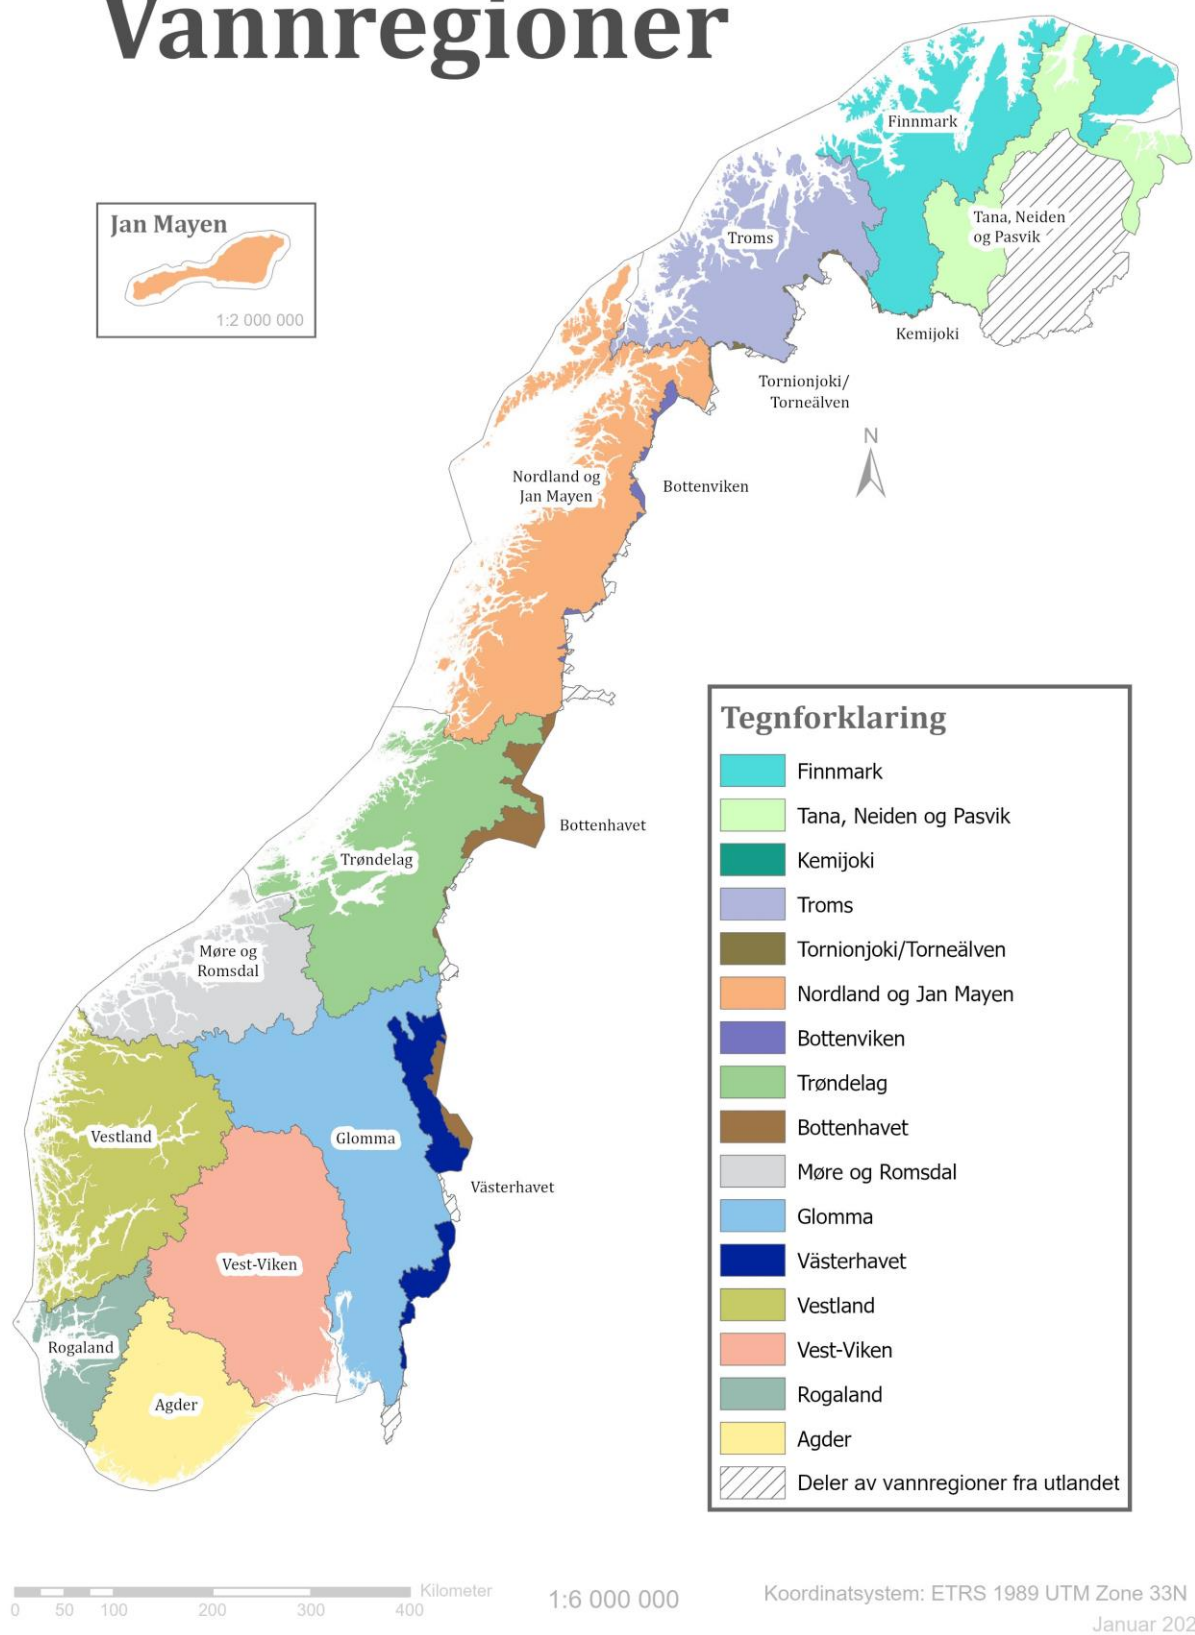 Vannregioner
Finnmark
Jan Mayen
1:2 000 000
Tana, Neiden
og Pasvik
Troms
Kemijoki
Tornionjoki/
Torneälven
N
Nordland og
Jan Mayen
Bottenviken
Bottenhavet
Trøndelag
Møre og
Romsdal
Vestland
Glomma
Västerhavet
Vest-Viken
Rogaland
Agder
Tegnforklaring
Finnmark
Tana, Neiden og Pasvik
Kemijoki
Troms
Tornionjoki/Torneälven
Nordland og Jan Mayen
Bottenviken
Trøndelag
Bottenhavet
Møre og Romsdal
Glomma
Västerhavet
Vestland
Vest-Viken
Rogaland
Agder
Deler av vannregioner fra utlandet
Kilometer
0 50 100 200 300 400
1:6 000 000
Koordinatsystem: ETRS 1989 UTM Zone 33N
Januar 202